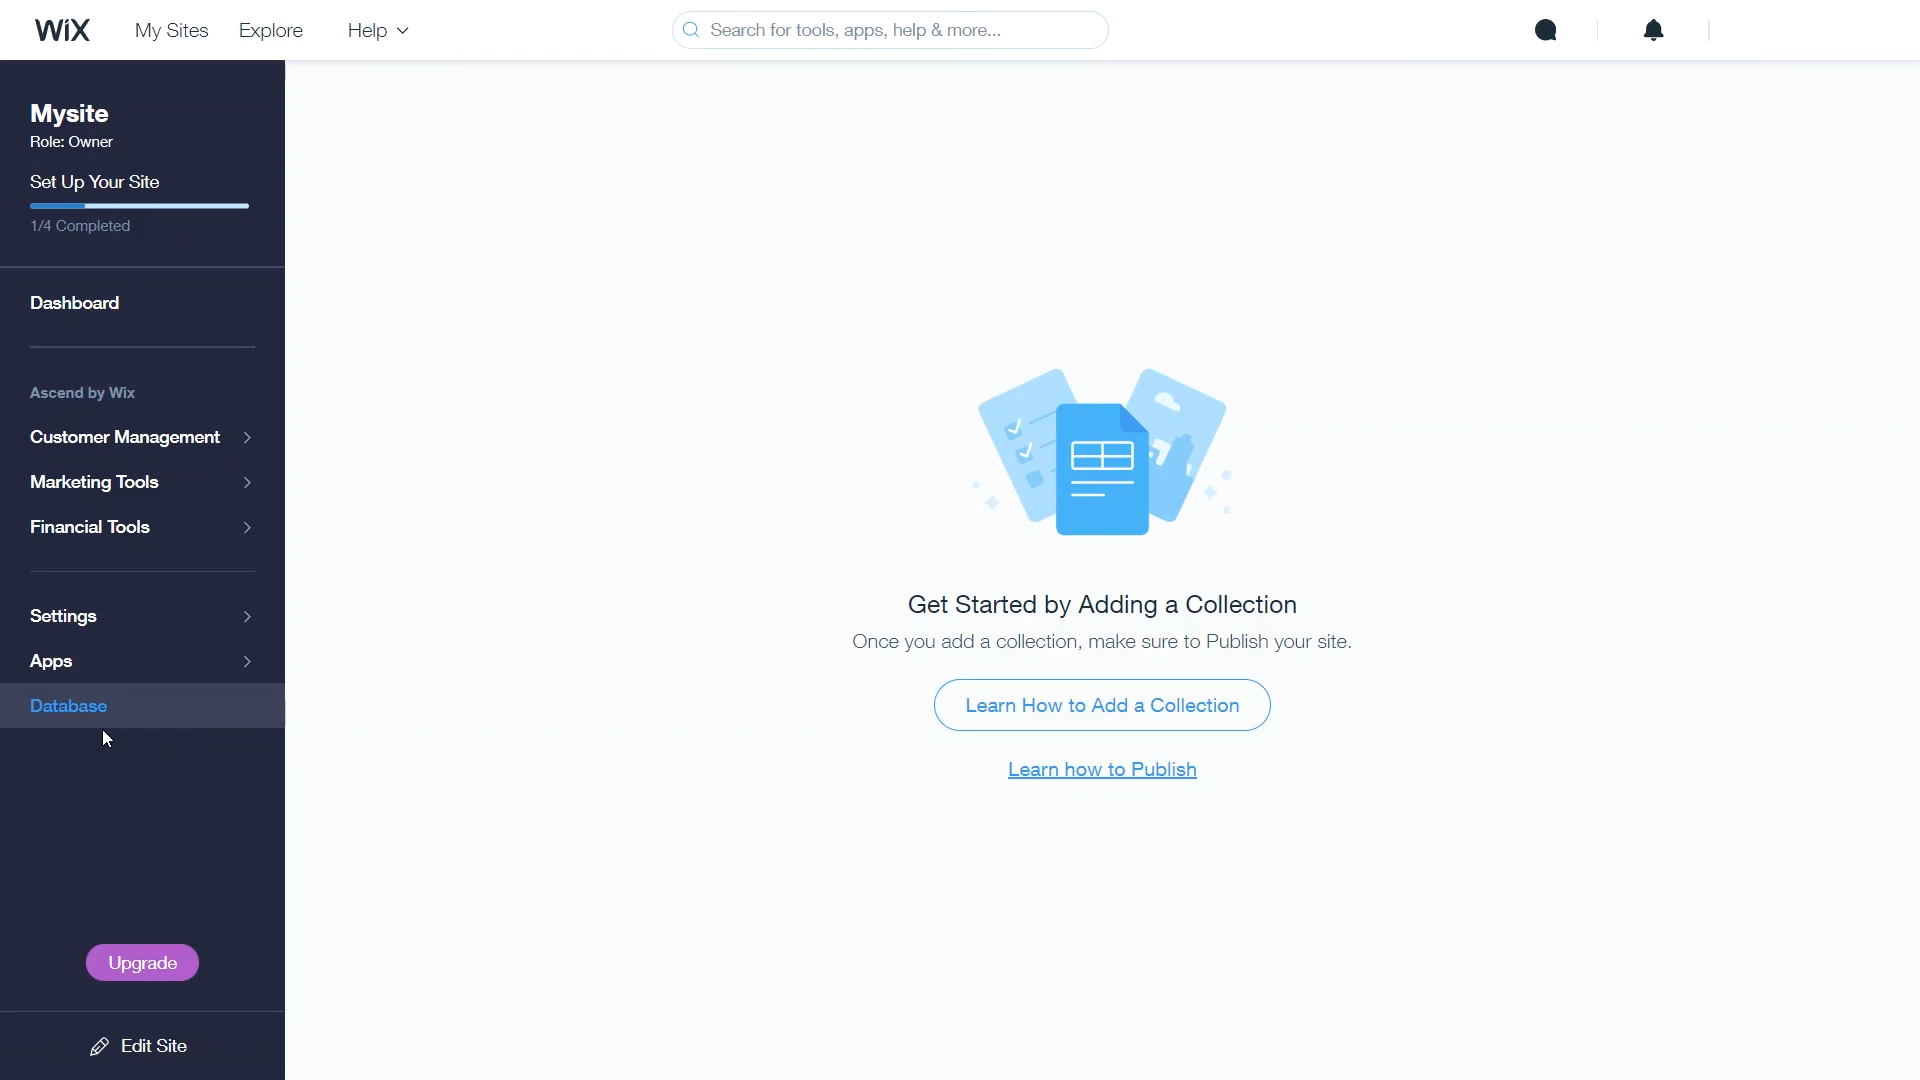 WIX
My Sites
Explore
Help
Search for tools, apps, help & more...
Mysite
Role: Owner
Set Up Your Site
1/4 Completed
Dashboard
Ascend by Wix
Customer Management
Marketing Tools
Financial Tools
Settings
Apps
Database
Upgrade
Edit Site
Get Started by Adding a Collection
Once you add a collection, make sure to Publish your site.
Learn How to Add a Collection
Learn how to Publish